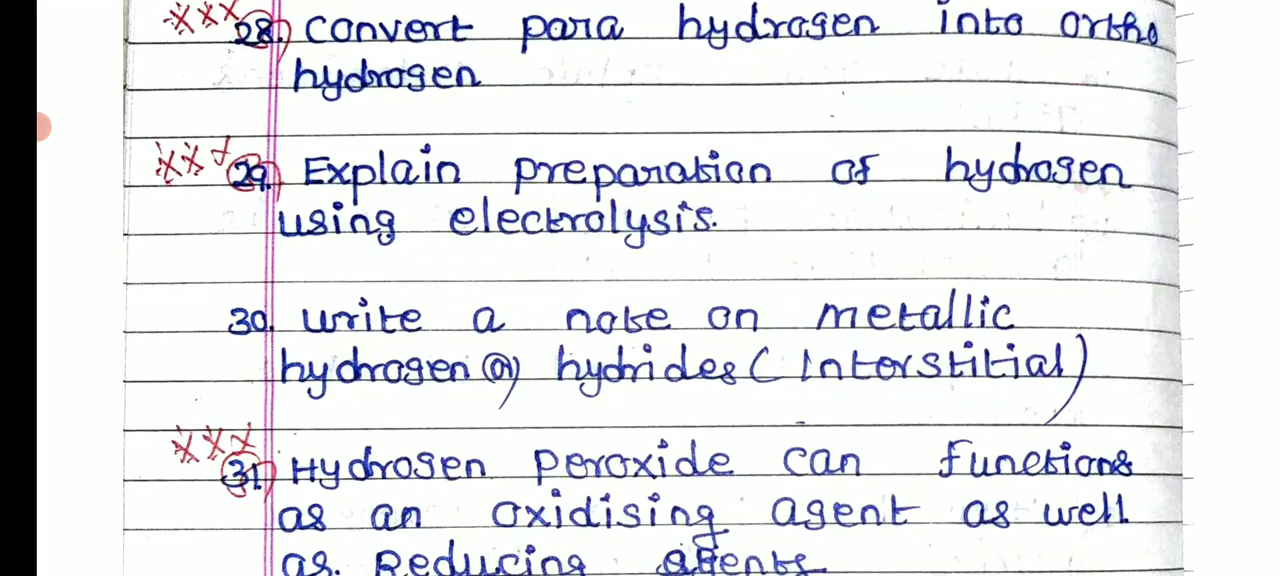 *** 28. Convert para hydrogen into ortho
hydrogen
*** 29. Explain preparation of hydrogen
using electrolysis.
30. Write a note on metallic
hydrogen (or) hydrides (Interstitial)
*** 31. Hydrogen peroxide can functions
as an oxidising agent as well
as. Reducing agents